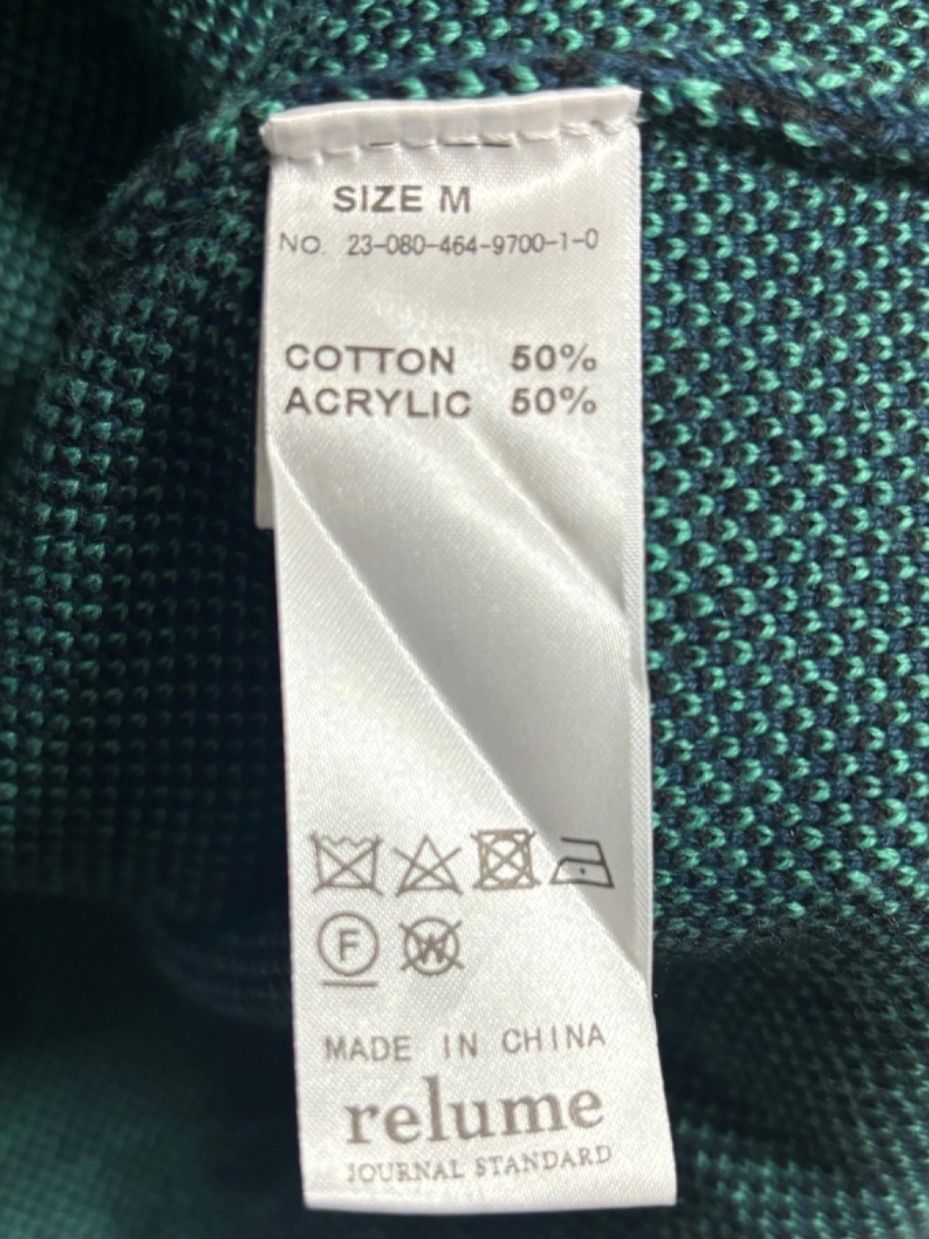 SIZE M
NO. 23-080-464-9700-1-0
COTTON 50%
ACRYLIC 50%
F W
MADE IN CHINA
relume
JOURNAL STANDARD